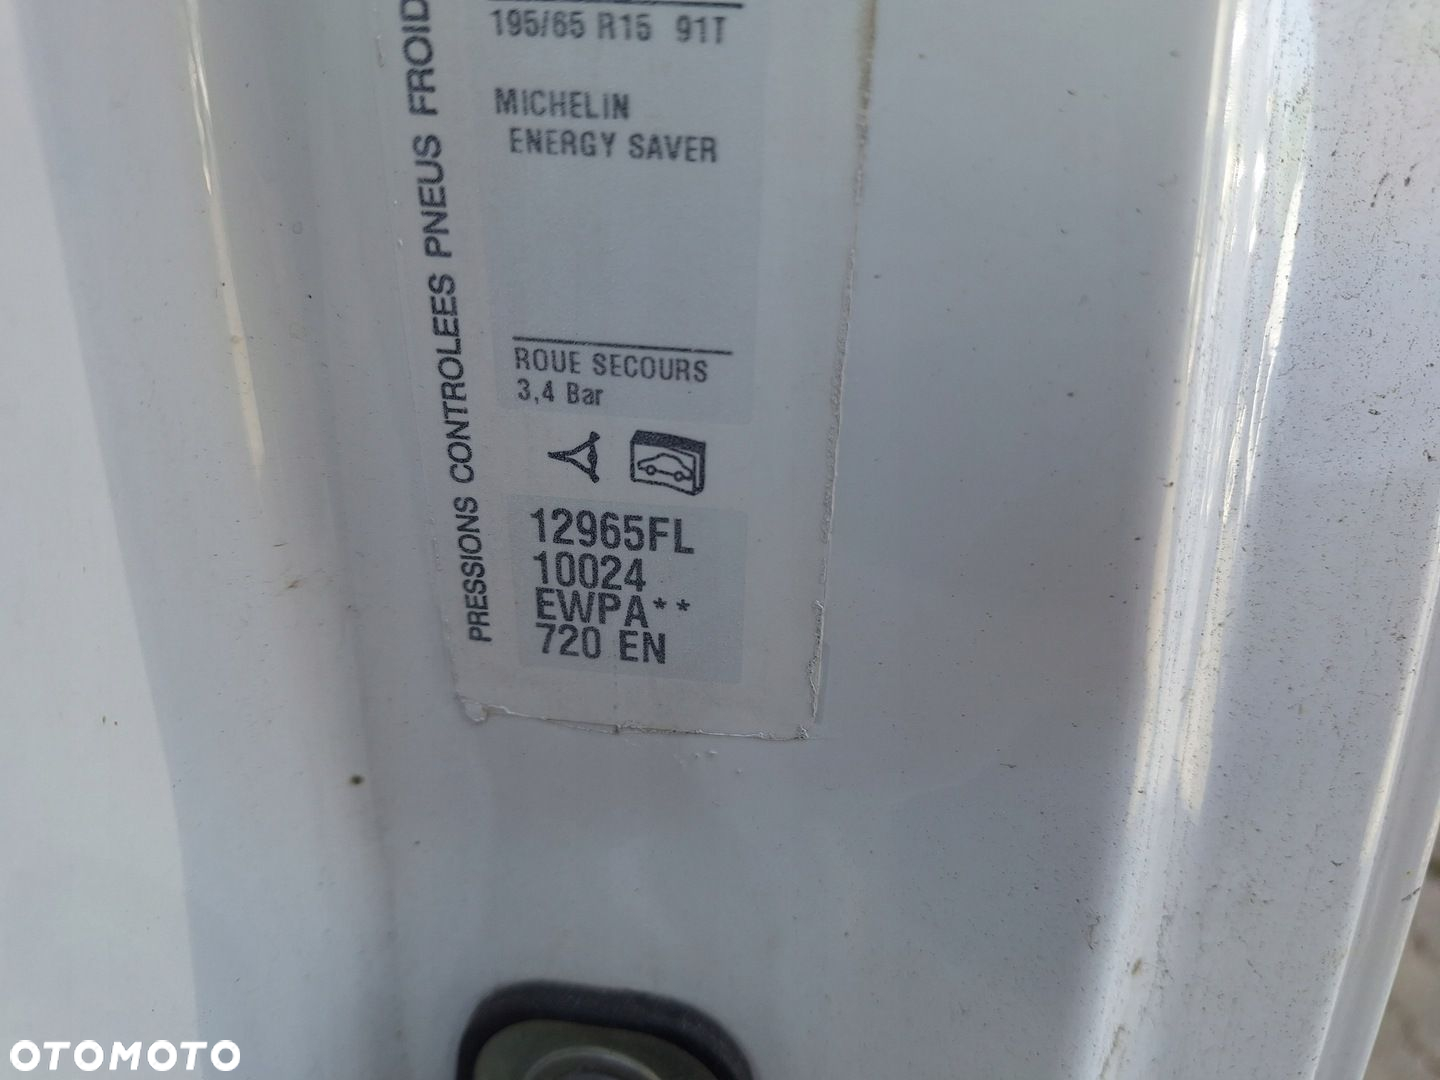 195/65 R15 91T
MICHELIN
ENERGY SAVER
ROUE SECOURS
3,4 Bar
PRESSIONS CONTROLEES PNEUS FROID
12965FL
10024
EWPA**
720 EN
OTOMOTO